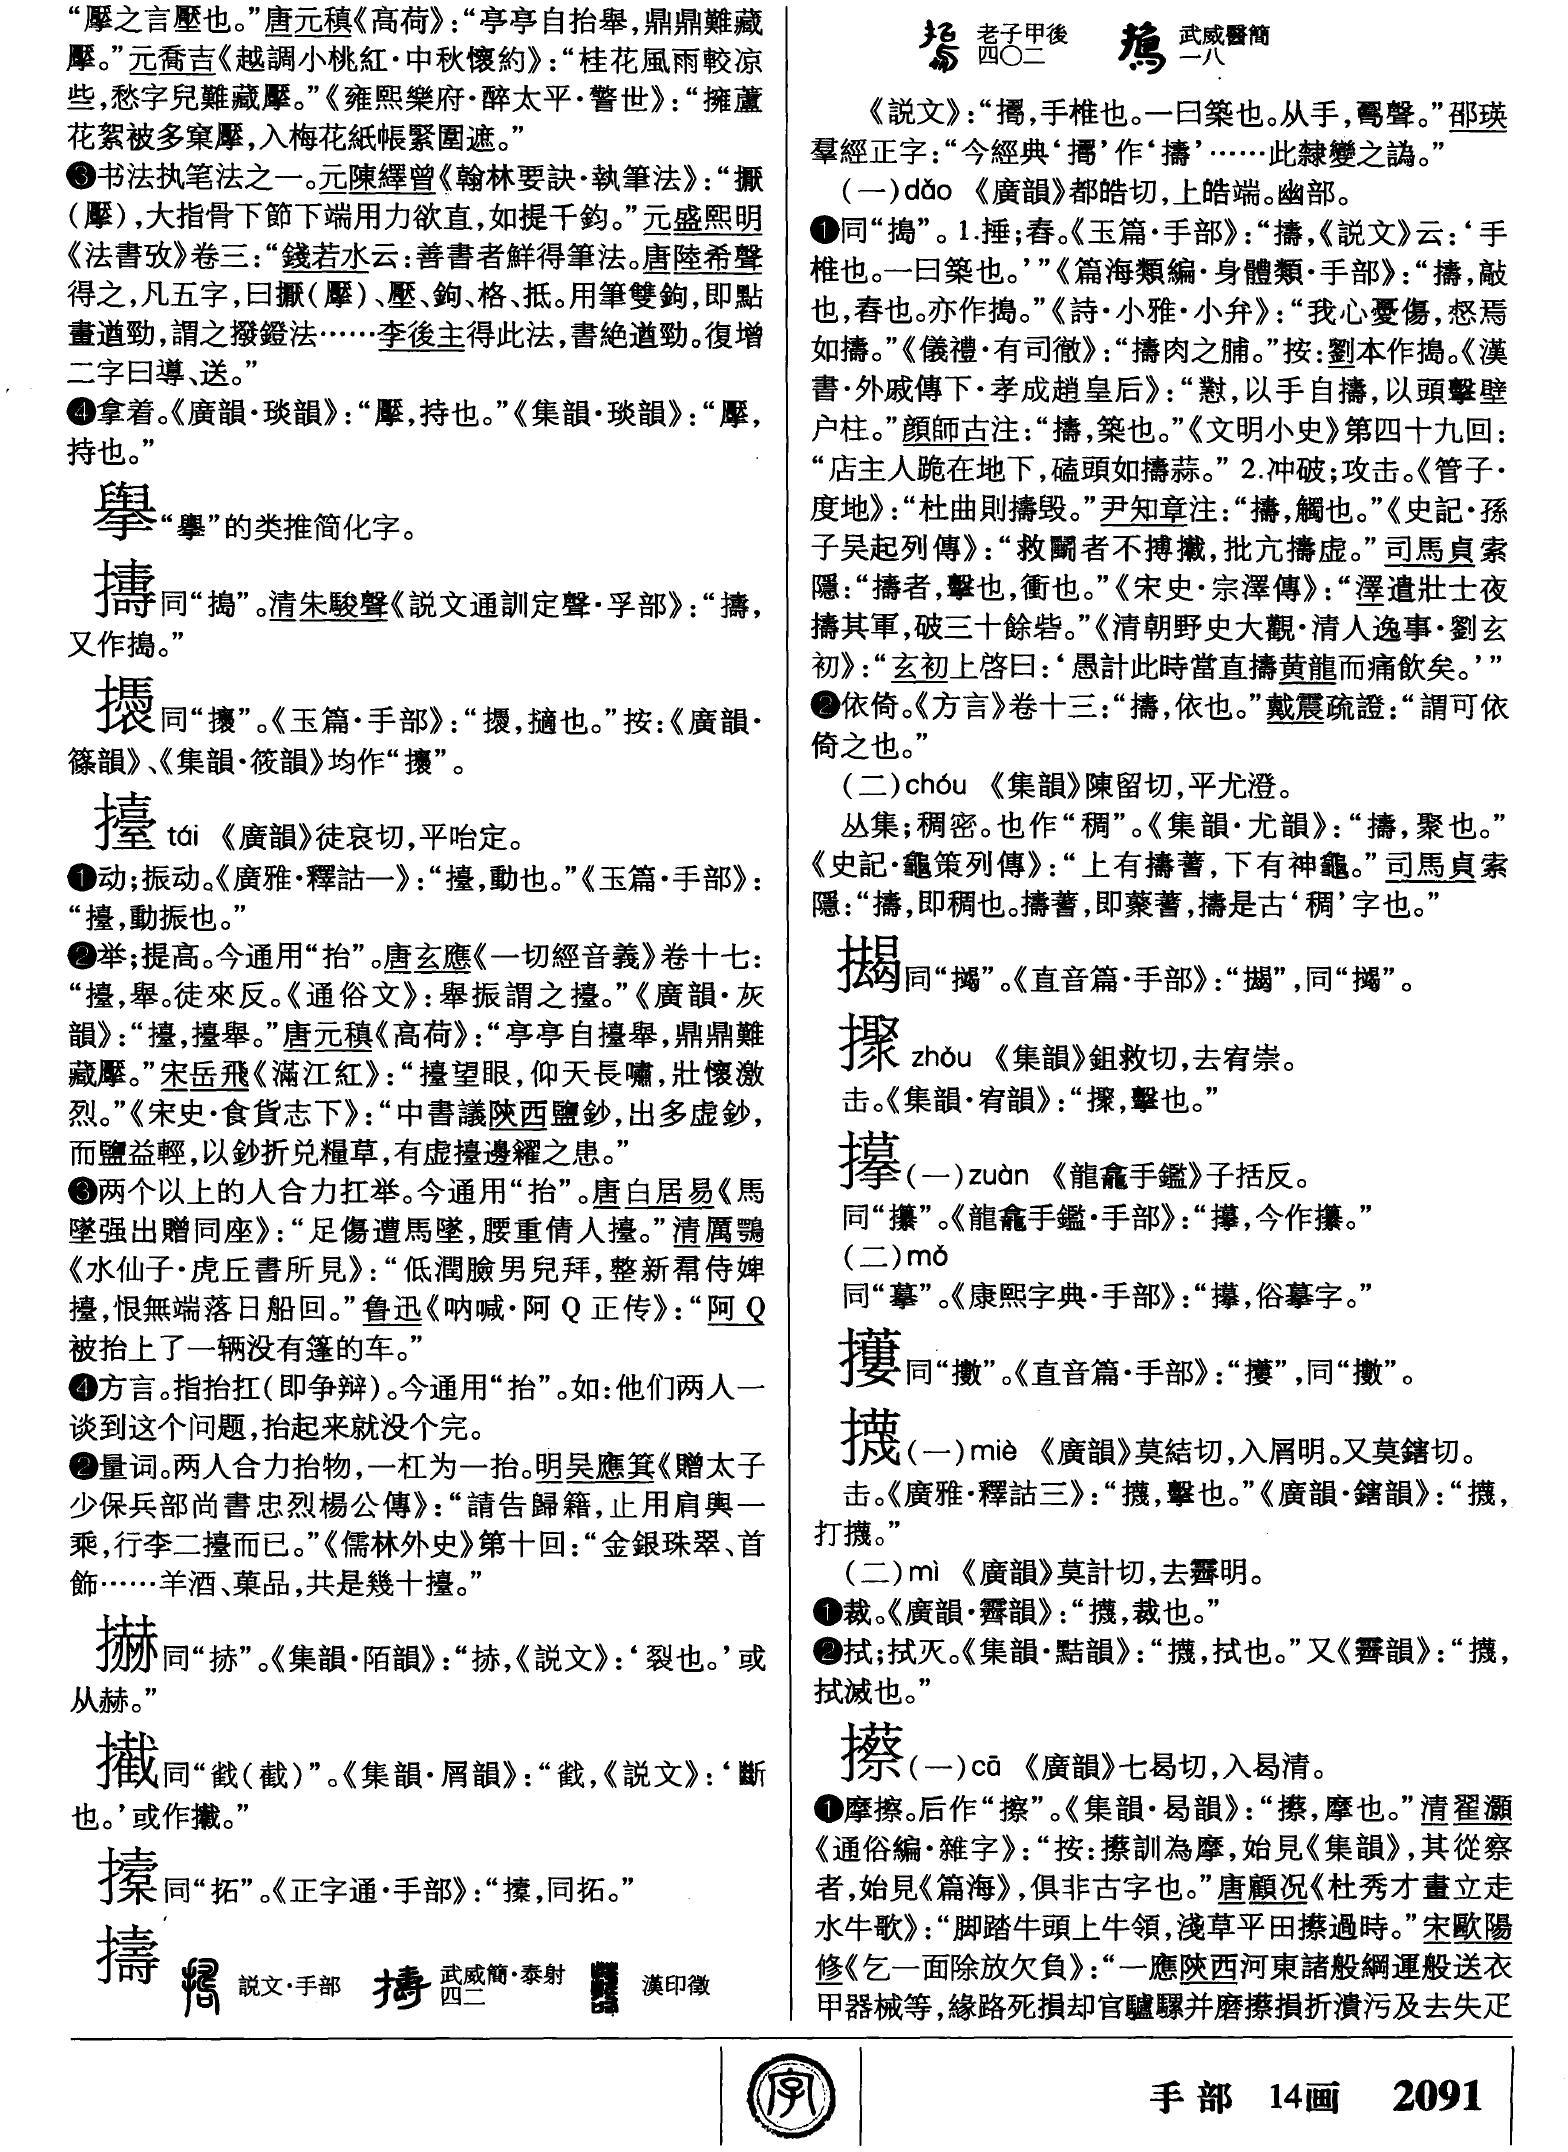 “擪之言壓也。”唐元稹《高荷》：“亭亭自抬舉，鼎鼎難藏
擪。”元喬吉《越調小桃紅·中秋懷約》：“桂花風雨較凉
些，愁字兒難藏擪。”《雍熙樂府·醉太平·警世》：“擁蘆
花絮被多窠擪，入梅花紙帳緊圍遮。”
❸书法执笔法之一。元陳繹曾《翰林要訣·執筆法》：“擫
（擪），大指骨下節下端用力欲直，如提千鈞。”元盛熙明
《法書攷》卷三：“錢若水云：善書者鮮得筆法。唐陸希聲
得之，凡五字，曰擫（擪）、壓、鉤、格、抵。用筆雙鉤，即點
畫遒勁，謂之撥鐙法……李後主得此法，書絶遒勁。復增
二字曰導、送。”
❹拿着。《廣韻·琰韻》：“擪，持也。”《集韻·琰韻》：“擪，
持也。”
“擧”的类推简化字。
同“搗”。清朱駿聲《説文通訓定聲·孚部》：“擣，
又作搗。”
同“擐”。《玉篇·手部》：“擐，擿也。”按：《廣韻·
篠韻》、《集韻·筱韻》均作“”。
擡 tái 《廣韻》徒哀切，平咍定。
❶动；振动。《廣雅·釋詁一》：“擡，動也。”《玉篇·手部》：
“擡，動振也。”
❷举；提高。今通用“抬”。唐玄應《一切經音義》卷十七：
“擡，舉。徒來反。《通俗文》：舉振謂之擡。”《廣韻·灰
韻》：“擡，擡舉。”唐元稹《高荷》：“亭亭自擡舉，鼎鼎難
藏擪。”宋岳飛《滿江紅》：“擡望眼，仰天長嘯，壯懷激
烈。”《宋史·食貨志下》：“中書議陝西鹽鈔，出多虚鈔，
而鹽益輕，以鈔折兑糧草，有虚擡邊糴之患。”
❸两个以上的人合力扛举。今通用“抬”。唐白居易《馬
墜强出贈同座》：“足傷遭馬墜，腰重倩人擡。”清厲鶚
《水仙子·虎丘書所見》：“低潤臉男兒拜，整新帬侍婢
擡，恨無端落日船回。”鲁迅《呐喊·阿Q正传》：“阿Q
被抬上了一辆没有篷的车。”
❹方言。指抬扛（即争辩）。今通用“抬”。如：他们两人一
谈到这个问题，抬起来就没个完。
❷量词。两人合力抬物，一杠为一抬。明吴應箕《贈太子
少保兵部尚書忠烈楊公傳》：“請告歸籍，止用肩輿一
乘，行李二擡而已。”《儒林外史》第十回：“金銀珠翠、首
飾……羊酒、菓品，共是幾十擡。”
同“捇”。《集韻·陌韻》：“捇，《説文》：‘裂也。’或
从赫。”
㩢同“㦶（截）”。《集韻·屑韻》：“㦶，《説文》：‘斷
也。’或作㩢。”
同“拓”。《正字通·手部》：“，同拓。”
擣 説文·手部 武威簡·泰射四二 漢印徵
老子甲後四〇二 武威醫簡一八
《説文》：“，手椎也。一曰築也。从手，聲。”邵瑛
羣經正字：“今經典‘’作‘擣’……此隸變之譌。”
（一）dǎo 《廣韻》都皓切，上皓端。幽部。
❶同“搗”。1.捶；舂。《玉篇·手部》：“擣，《説文》云：‘手
椎也。一曰築也。’”《篇海類編·身體類·手部》：“擣，敲
也，舂也。亦作搗。”《詩·小雅·小弁》：“我心憂傷，惄焉
如擣。”《儀禮·有司徹》：“擣肉之脯。”按：劉本作搗。《漢
書·外戚傳下·孝成趙皇后》：“懟，以手自擣，以頭擊壁
户柱。”顔師古注：“擣，築也。”《文明小史》第四十九回：
“店主人跪在地下，磕頭如擣蒜。”2.冲破；攻击。《管子·
度地》：“杜曲則擣毁。”尹知章注：“擣，觸也。”《史記·孫
子吴起列傳》：“救鬭者不搏撠，批亢擣虚。”司馬貞索
隱：“擣者，擊也，衝也。”《宋史·宗澤傳》：“澤遣壯士夜
擣其軍，破三十餘砦。”《清朝野史大觀·清人逸事·劉玄
初》：“玄初上啓曰：‘愚計此時當直擣黄龍而痛飲矣。’”
❷依倚。《方言》卷十三：“擣，依也。”戴震疏證：“謂可依
倚之也。”
（二）chóu 《集韻》陳留切，平尤澄。
丛集；稠密。也作“稠”。《集韻·尤韻》：“擣，聚也。”
《史記·龜策列傳》：“上有擣蓍，下有神龜。”司馬貞索
隱：“擣，即稠也。擣蓍，即藂蓍，擣是古‘稠’字也。”
同“”。《直音篇·手部》：“”，同“”。
zhǒu 《集韻》鉏救切，去宥崇。
击。《集韻·宥韻》：“，擊也。”
（一）zuàn 《龍龕手鑑》子括反。
同“攥”。《龍龕手鑑·手部》：“，今作攥。”
（二）mǒ
同“摹”。《康熙字典·手部》：“，俗摹字。”
同“擻”。《直音篇·手部》：“”，同“擻”。
㩢（一）miè 《廣韻》莫結切，入屑明。又莫鎋切。
击。《廣雅·釋詁三》：“，擊也。”《廣韻·鎋韻》：“，
打。”
（二）mì 《廣韻》莫計切，去霽明。
❶裁。《廣韻·霽韻》：“，裁也。”
❷拭；拭灭。《集韻·黠韻》：“，拭也。”又《霽韻》：“，
拭滅也。”
攃（一）cā 《廣韻》七曷切，入曷清。
❶摩擦。后作“擦”。《集韻·曷韻》：“攃，摩也。”清翟灝
《通俗編·雜字》：“按：攃訓為摩，始見《集韻》，其從察
者，始見《篇海》，俱非古字也。”唐顧况《杜秀才畫立走
水牛歌》：“脚踏牛頭上牛領，淺草平田攃過時。”宋歐陽
修《乞一面除放欠負》：“一應陝西河東諸般綱運般送衣
甲器械等，緣路死損却官驢騾并磨攃損折潰污及去失疋
字
手部 14画 2091